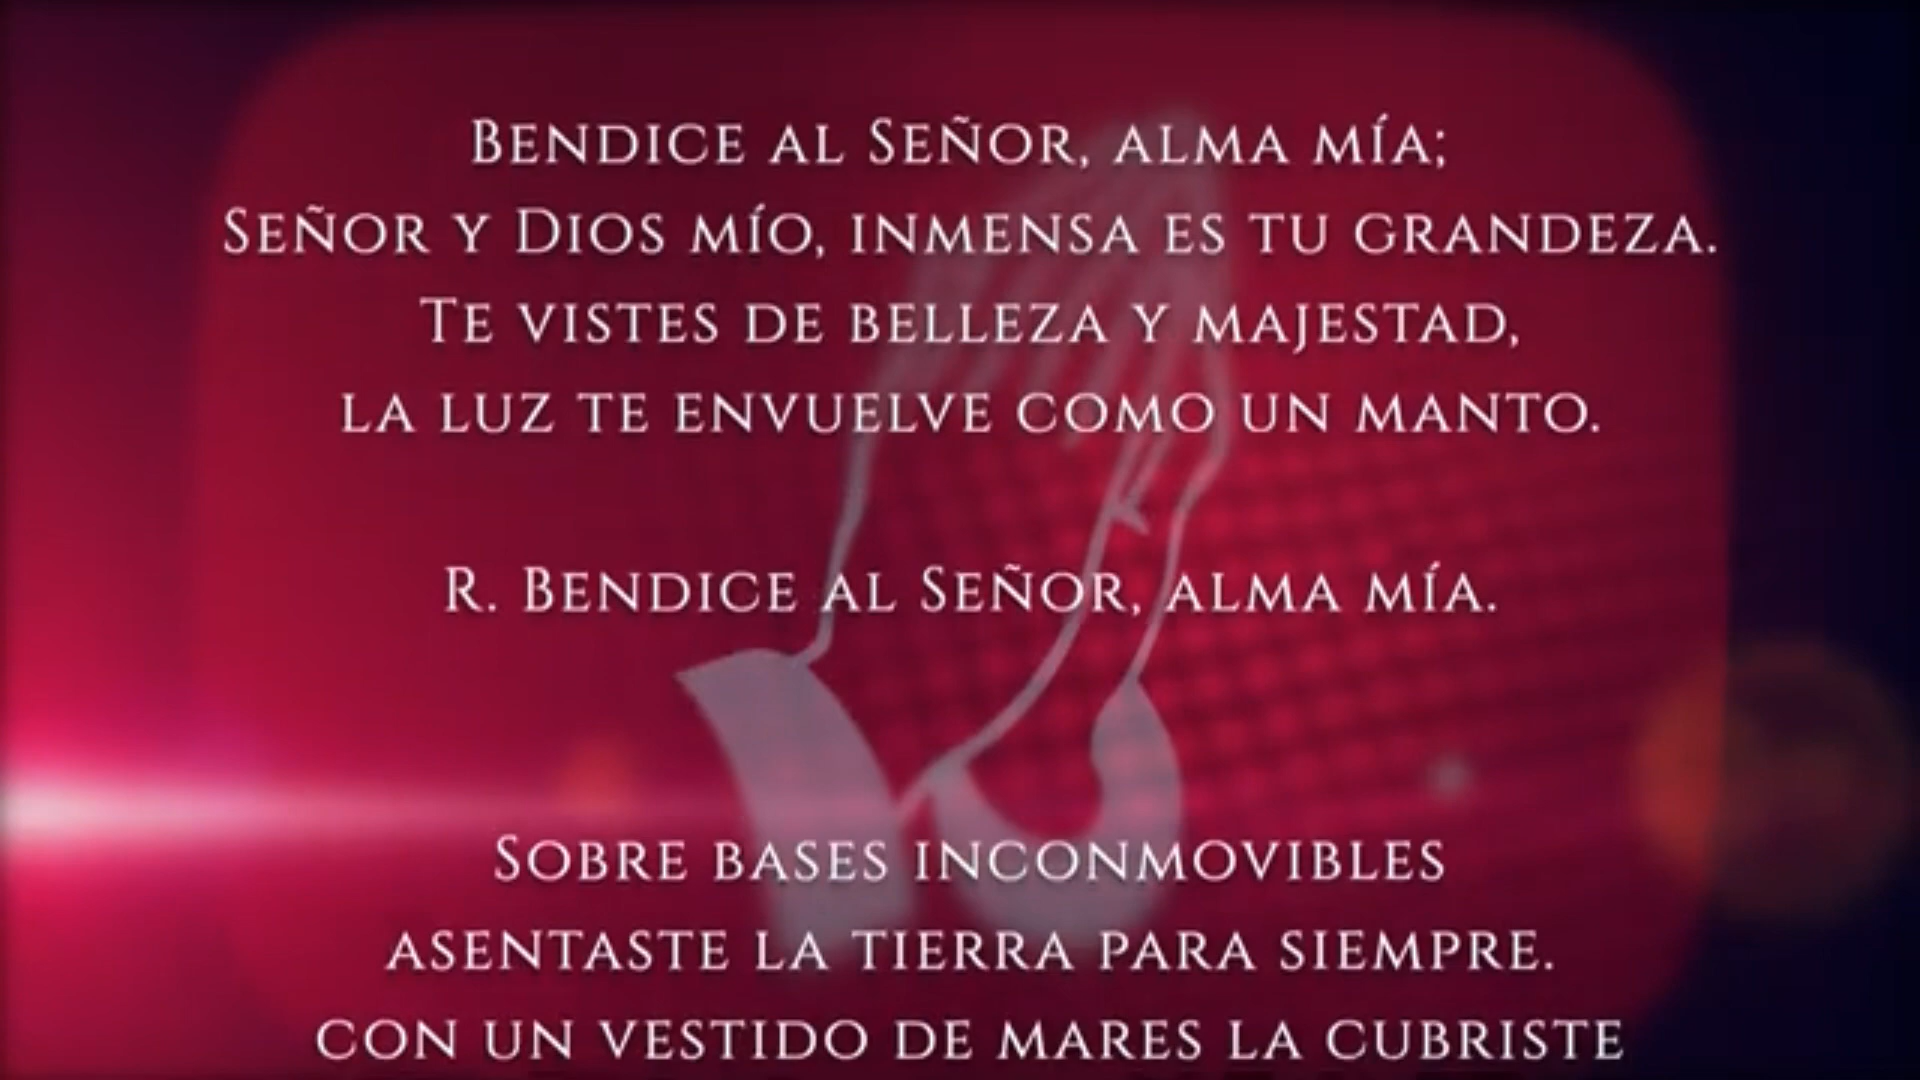 Bendice al Señor, alma mía;
Señor y Dios mío, inmensa es tu grandeza.
Te vistes de belleza y majestad,
la luz te envuelve como un manto.
R. Bendice al Señor, alma mía.
Sobre bases inconmovibles
asentaste la tierra para siempre.
con un vestido de mares la cubriste